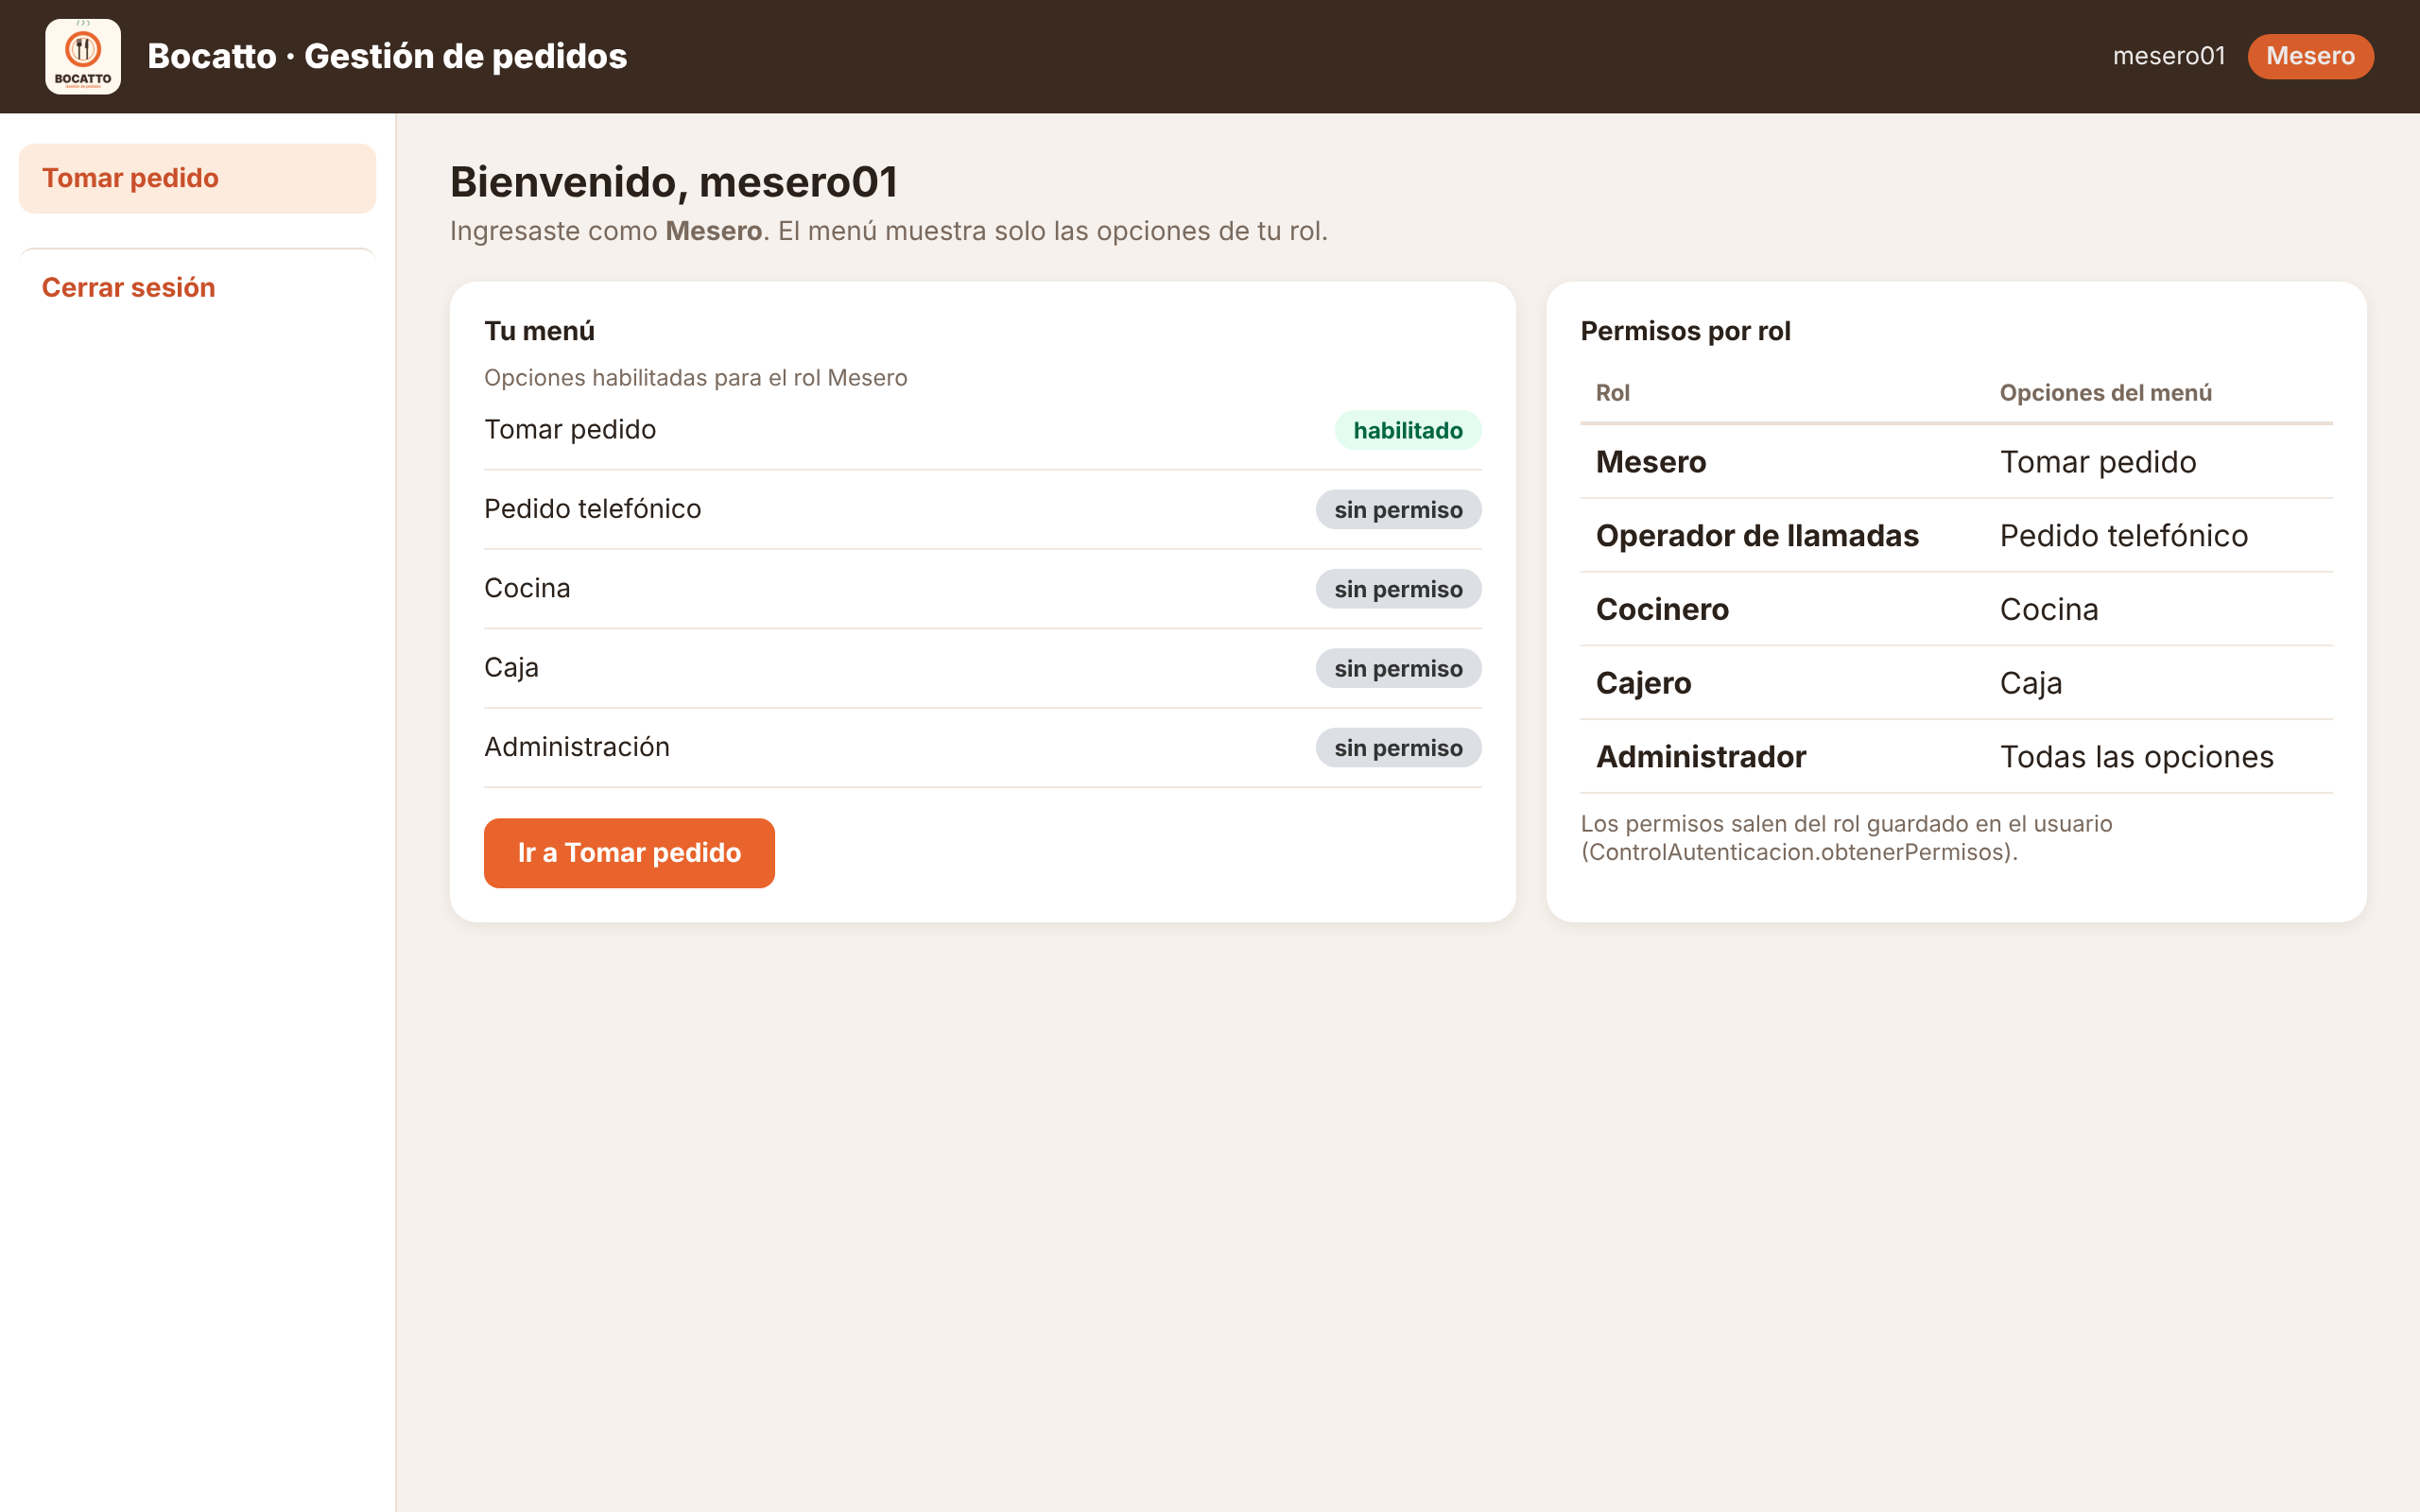 BOCATTO
Gestión de pedidos
Bocatto · Gestión de pedidos
mesero01
Mesero
Tomar pedido
Cerrar sesión
Bienvenido, mesero01
Ingresaste como Mesero. El menú muestra solo las opciones de tu rol.
Tu menú
Opciones habilitadas para el rol Mesero
Tomar pedido habilitado
Pedido telefónico sin permiso
Cocina sin permiso
Caja sin permiso
Administración sin permiso
Ir a Tomar pedido
Permisos por rol
Rol Opciones del menú
Mesero Tomar pedido
Operador de llamadas Pedido telefónico
Cocinero Cocina
Cajero Caja
Administrador Todas las opciones
Los permisos salen del rol guardado en el usuario
(ControlAutenticacion.obtenerPermisos).